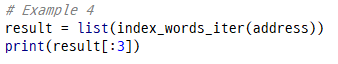 # Example 4
result = list(index_words_iter(address))
print(result[:3])